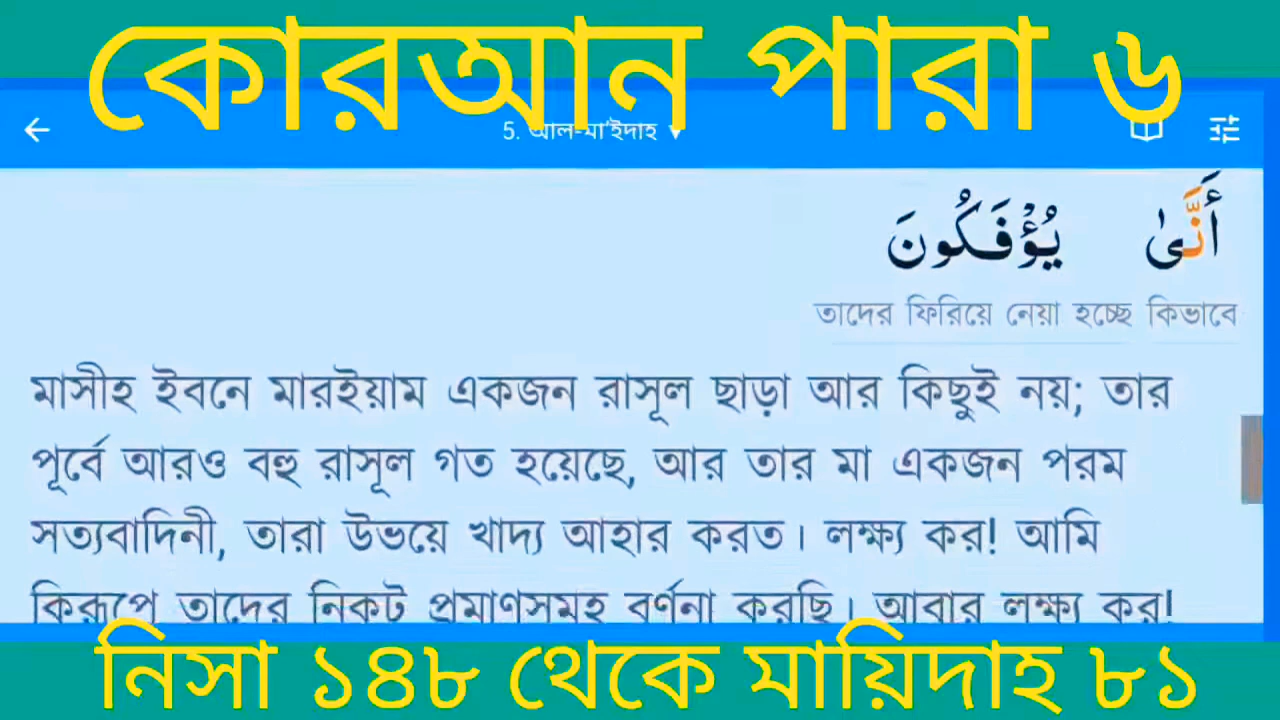 কোরআন পারা ৬
5. আল-মা'ইদাহ ▼
أَنَّىٰ يُؤْفَكُونَ
তাদের ফিরিয়ে নেয়া হচ্ছে কিভাবে
মাসীহ ইবনে মারইয়াম একজন রাসূল ছাড়া আর কিছুই নয়; তার
পূর্বে আরও বহু রাসূল গত হয়েছে, আর তার মা একজন পরম
সত্যবাদিনী, তারা উভয়ে খাদ্য আহার করত। লক্ষ্য কর! আমি
কিরূপে তাদের নিকট প্রমাণসমূহ বর্ণনা করছি। আবার লক্ষ্য কর!
নিসা ১৪৮ থেকে মায়িদাহ ৮১